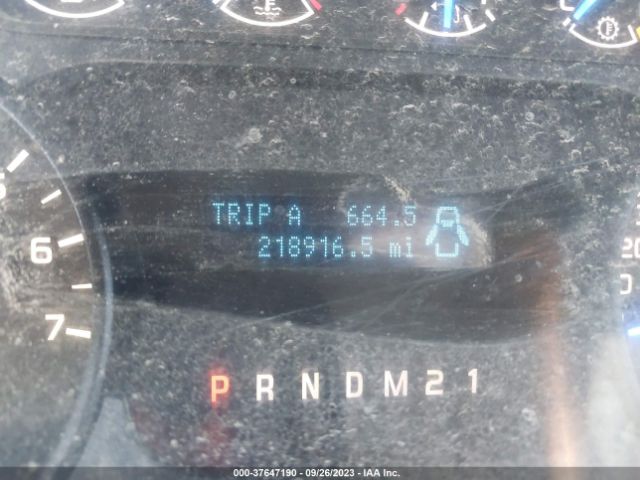 TRIP A 664.5
218916.5 mi
6
7
P R N D M 2 1
000-37647190 - 09/26/2023 - IAA Inc.